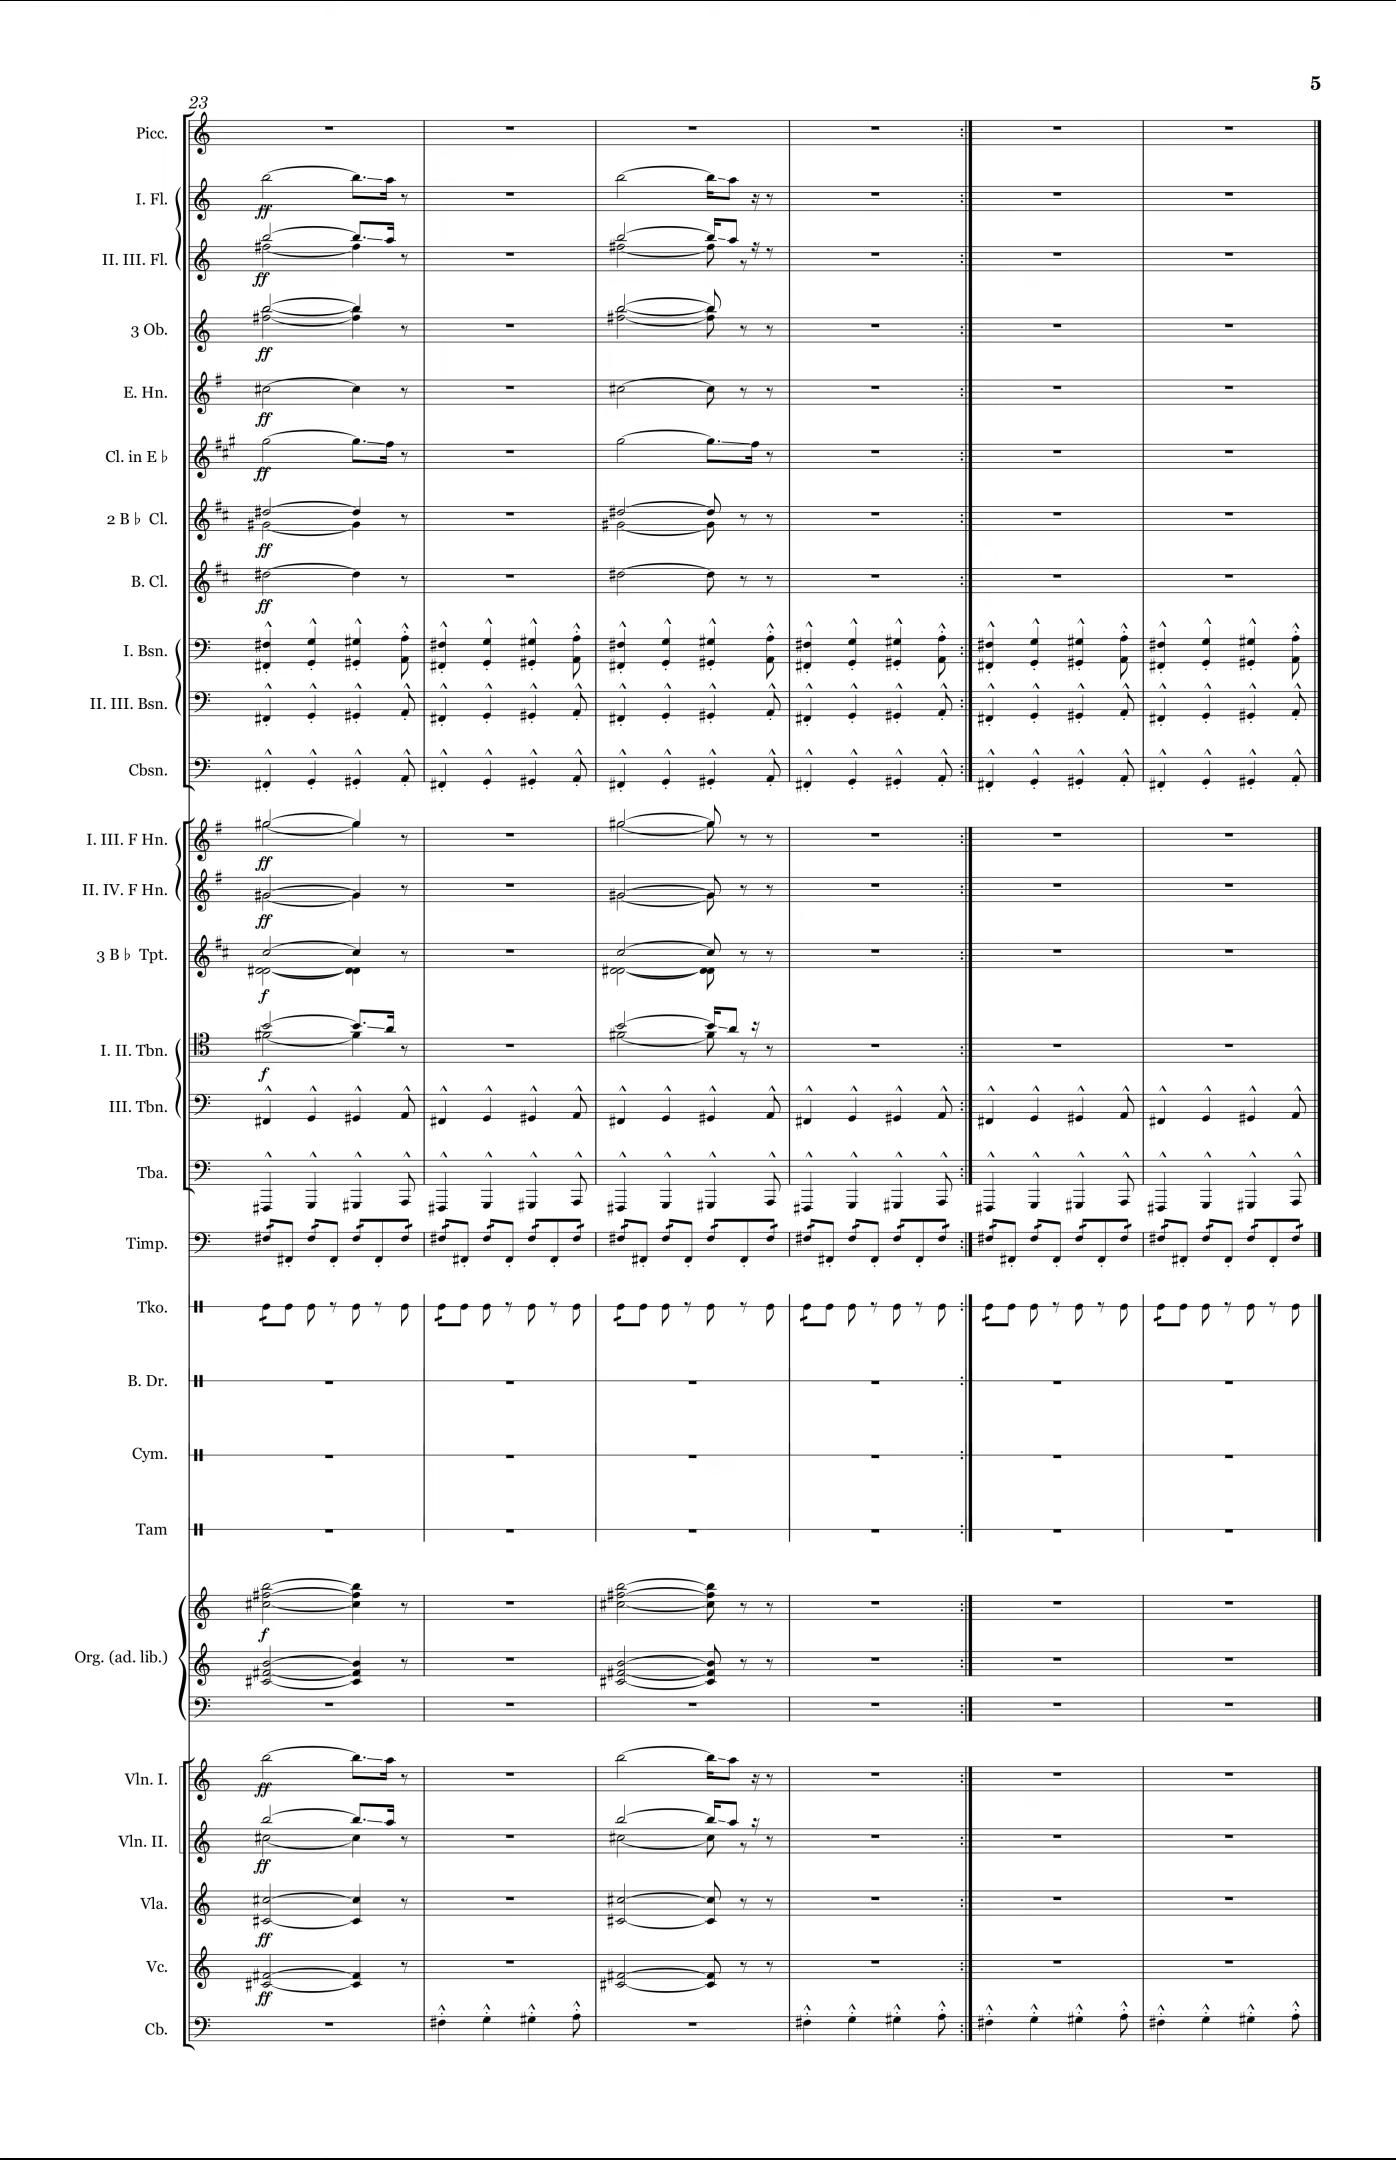 5
23
Picc.
I. Fl.
ff
II. III. Fl.
ff
3 Ob.
ff
E. Hn.
ff
Cl. in E♭
ff
2 B♭ Cl.
ff
B. Cl.
ff
I. Bsn.
II. III. Bsn.
Cbsn.
I. III. F Hn.
ff
II. IV. F Hn.
ff
3 B♭ Tpt.
f
I. II. Tbn.
f
III. Tbn.
Tba.
Timp.
Tko.
B. Dr.
Cym.
Tam
f
Org. (ad. lib.)
Vln. I.
ff
Vln. II.
ff
Vla.
ff
Vc.
ff
Cb.